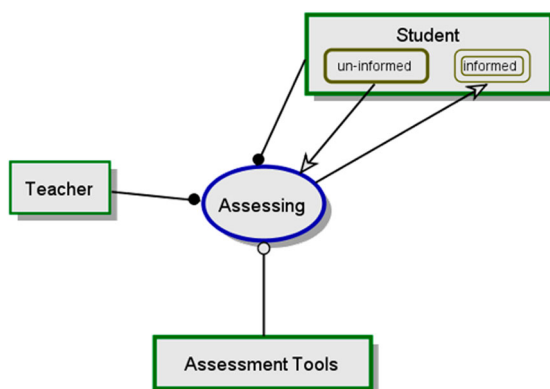 Student
un-informed informed
Teacher
Assessing
Assessment Tools